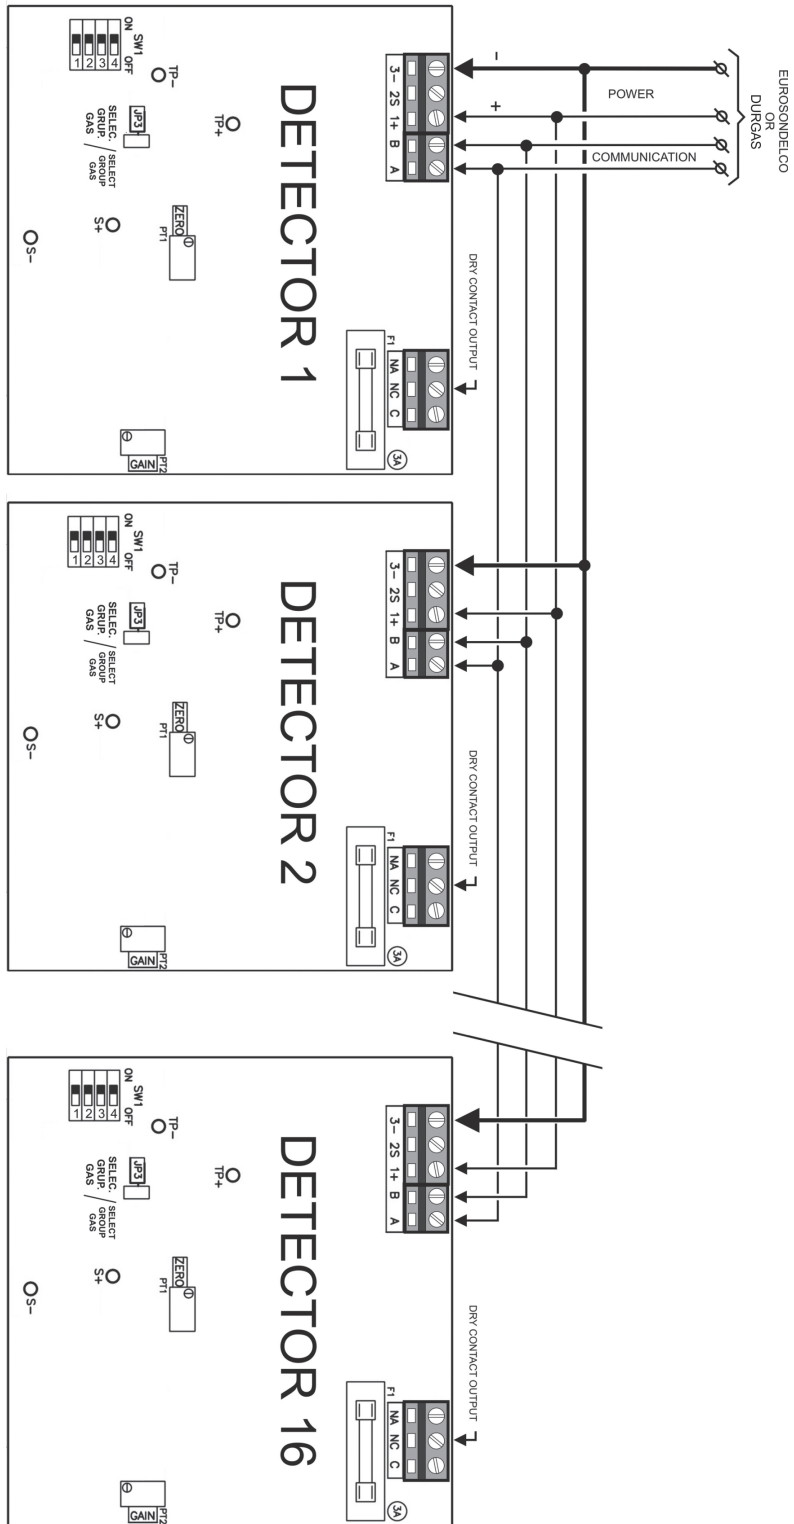 EUROSONDELCO
OR
DURGAS
-
POWER
+
COMMUNICATION
DETECTOR 1
ON SW1 OFF
1 2 3 4
TP-
TP+
JP3
SELEC. GRUP. GAS / SELECT GROUP GAS
S+
S-
ZERO
PT1
GAIN
PT2
3- 2S 1+ B A
DRY CONTACT OUTPUT
F1
NA NC C
3A
DETECTOR 2
ON SW1 OFF
1 2 3 4
TP-
TP+
JP3
SELEC. GRUP. GAS / SELECT GROUP GAS
S+
S-
ZERO
PT1
GAIN
PT2
3- 2S 1+ B A
DRY CONTACT OUTPUT
F1
NA NC C
3A
DETECTOR 16
ON SW1 OFF
1 2 3 4
TP-
TP+
JP3
SELEC. GRUP. GAS / SELECT GROUP GAS
S+
S-
ZERO
PT1
GAIN
PT2
3- 2S 1+ B A
DRY CONTACT OUTPUT
F1
NA NC C
3A